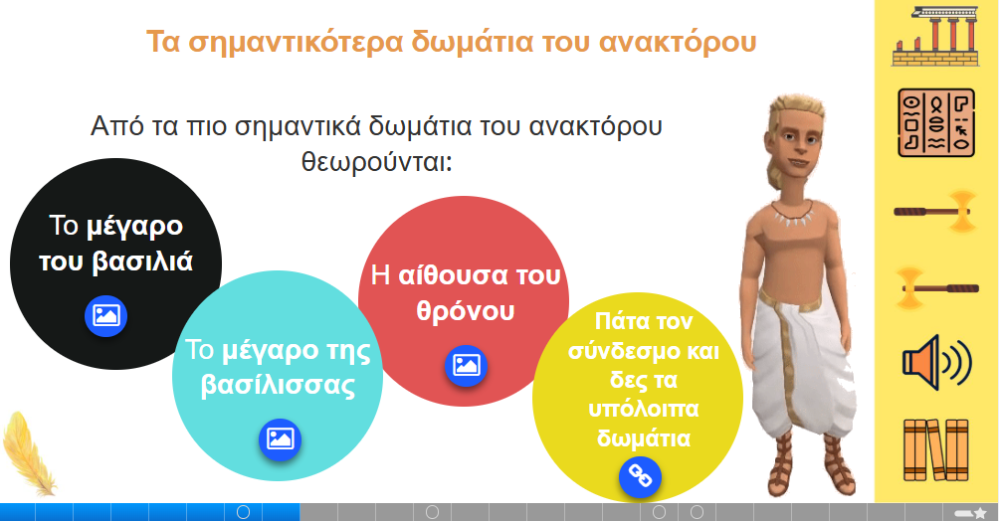 Τα σημαντικότερα δωμάτια του ανακτόρου
Από τα πιο σημαντικά δωμάτια του ανακτόρου
θεωρούνται:
Το μέγαρο
του βασιλιά
Το μέγαρο της
βασίλισσας
Η αίθουσα του
θρόνου
Πάτα τον
σύνδεσμο και
δες τα
υπόλοιπα
δωμάτια